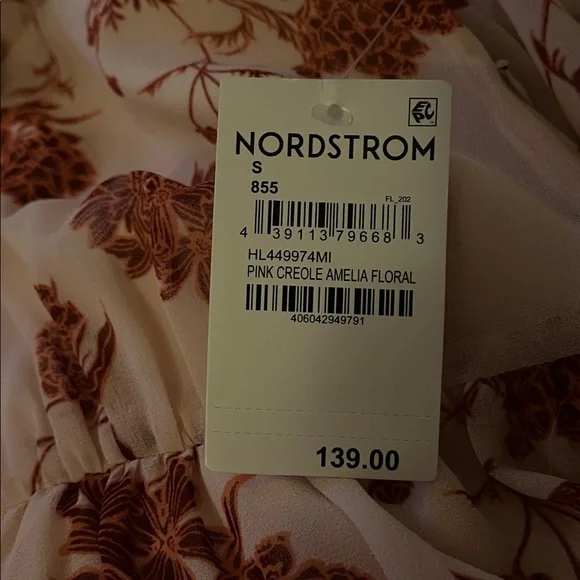 NORDSTROM
S
855
FL_202
4 39113 79668 3
HL449974MI
PINK CREOLE AMELIA FLORAL
406042949791
139.00